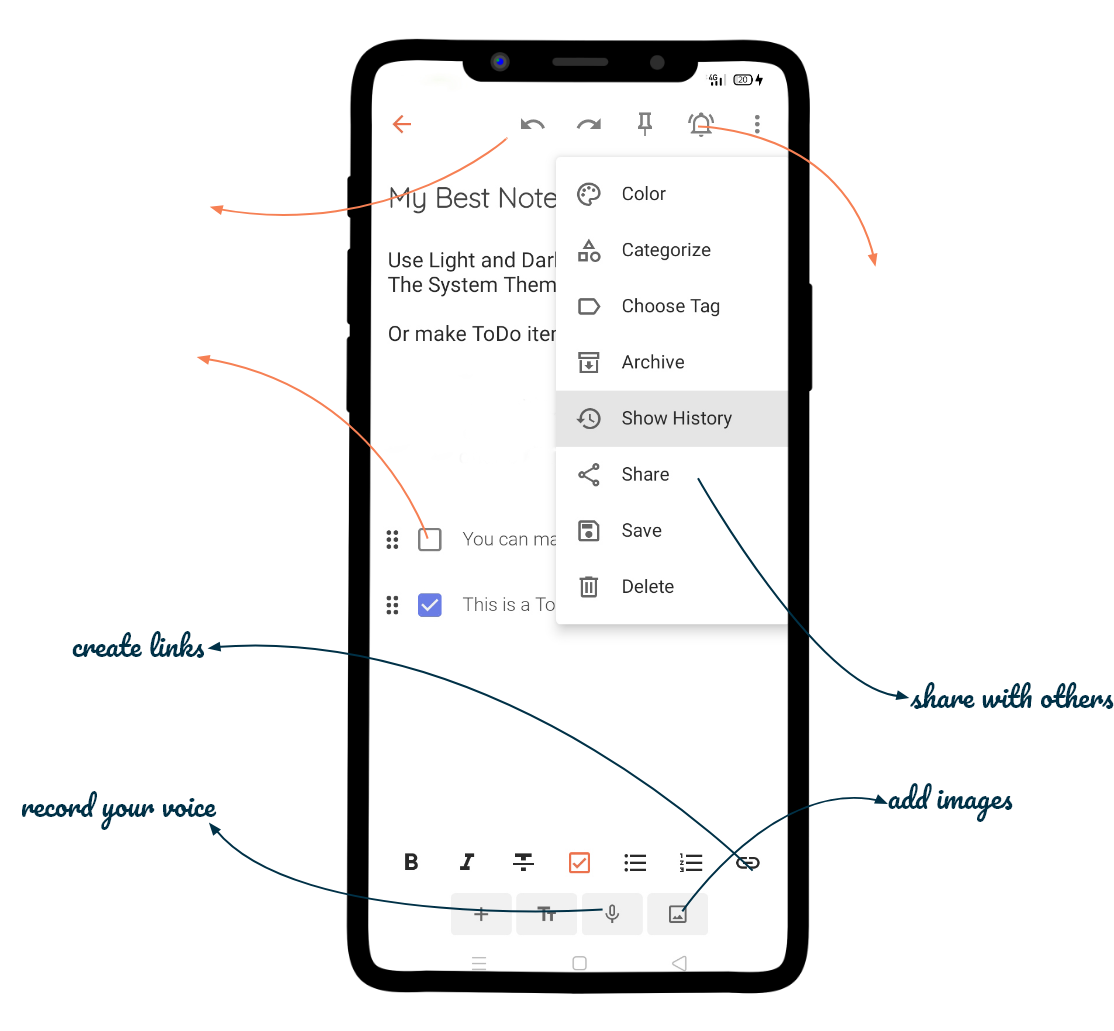 4G 20
My Best Note
Color
Categorize
Use Light and Dark
The System Them
Choose Tag
Or make ToDo iter
Archive
Show History
Share
You can ma
Save
Delete
This is a To
create links
share with others
add images
record your voice
B I
Tт